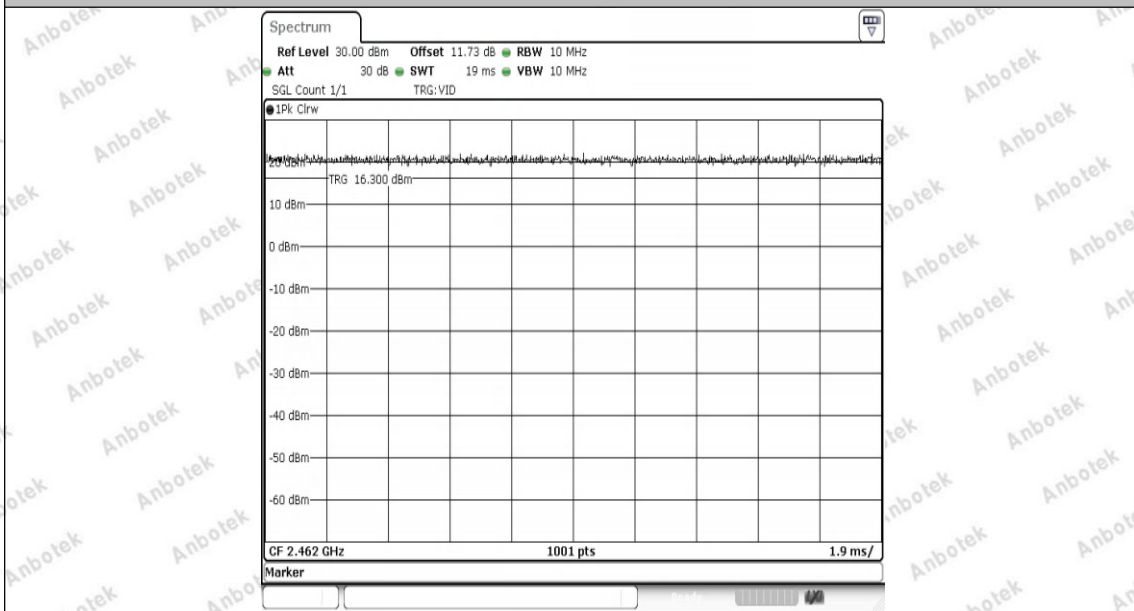 Spectrum
Ref Level 30.00 dBm Offset 11.73 dB RBW 10 MHz
Att 30 dB SWT 19 ms VBW 10 MHz
SGL Count 1/1 TRG:VID
1Pk Clrw
20 dBm
TRG 16.300 dBm
10 dBm
0 dBm
-10 dBm
-20 dBm
-30 dBm
-40 dBm
-50 dBm
-60 dBm
CF 2.462 GHz 1001 pts 1.9 ms/
Marker
Ready
Anbotek